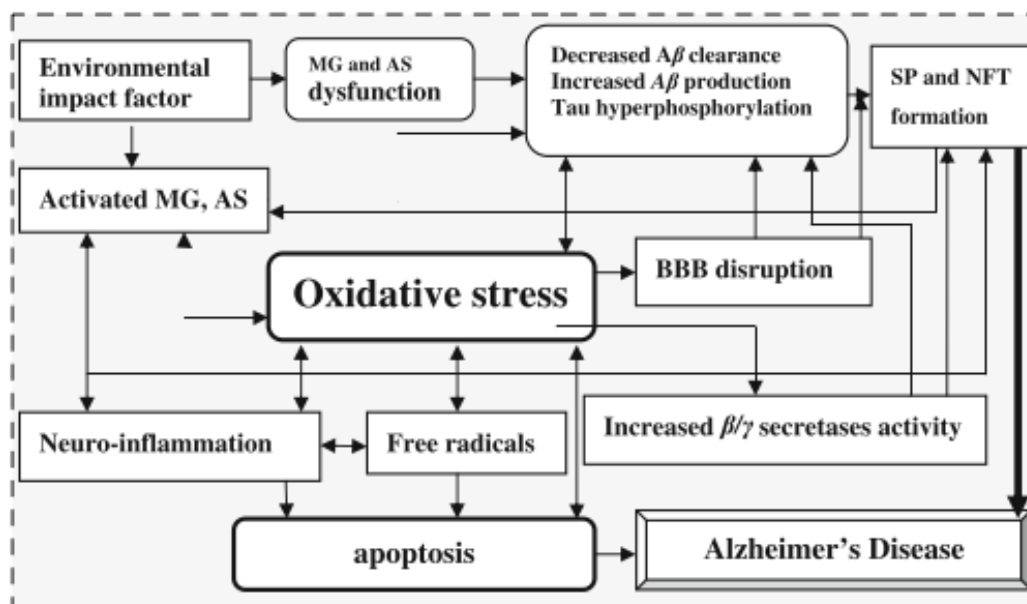 Environmental
impact factor
MG and AS
dysfunction
Decreased Aβ clearance
Increased Aβ production
Tau hyperphosphorylation
SP and NFT
formation
Activated MG, AS
Oxidative stress
BBB disruption
Neuro-inflammation
Free radicals
Increased β/γ secretases activity
apoptosis
Alzheimer's Disease